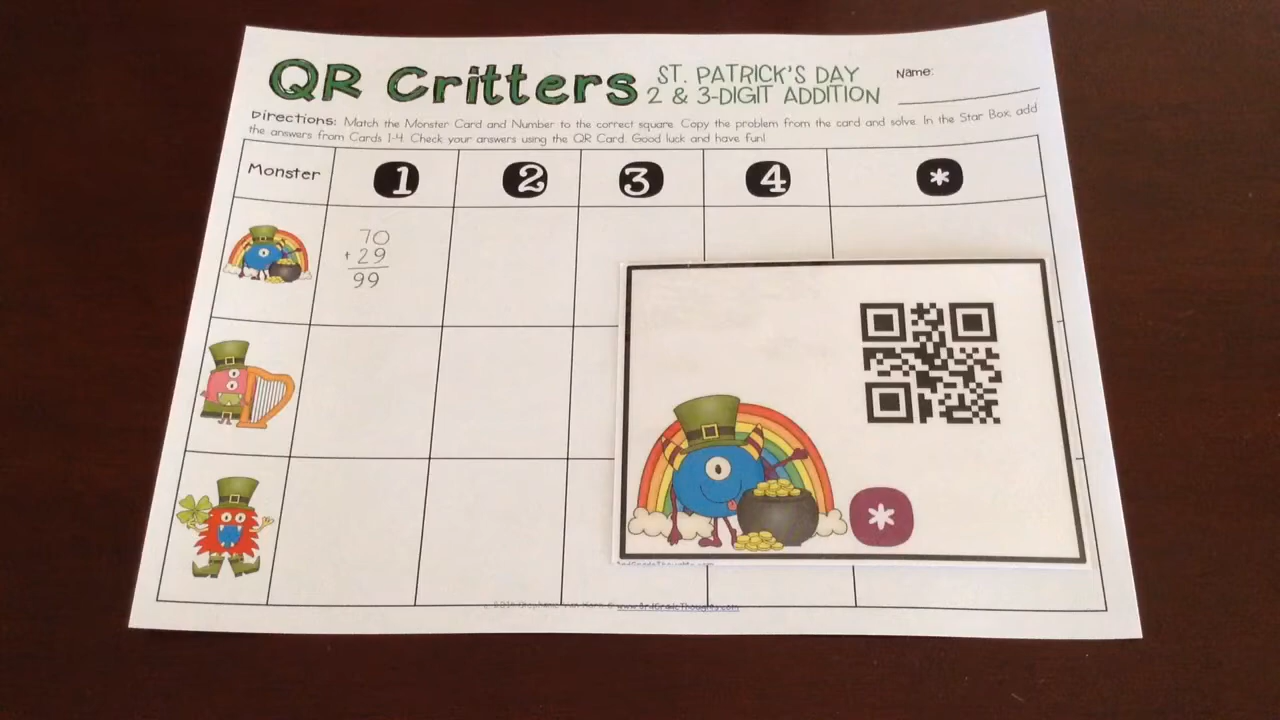 QR Critters
ST. PATRICK'S DAY
2 & 3-DIGIT ADDITION
Name:
Directions: Match the Monster Card and Number to the correct square. Copy the problem from the card and solve. In the Star Box, add
the answers from Cards 1-4. Check your answers using the QR Card. Good luck and have fun!
Monster 1 2 3 4 *
70
+29
99
*
www.3rdGradeThoughts.com